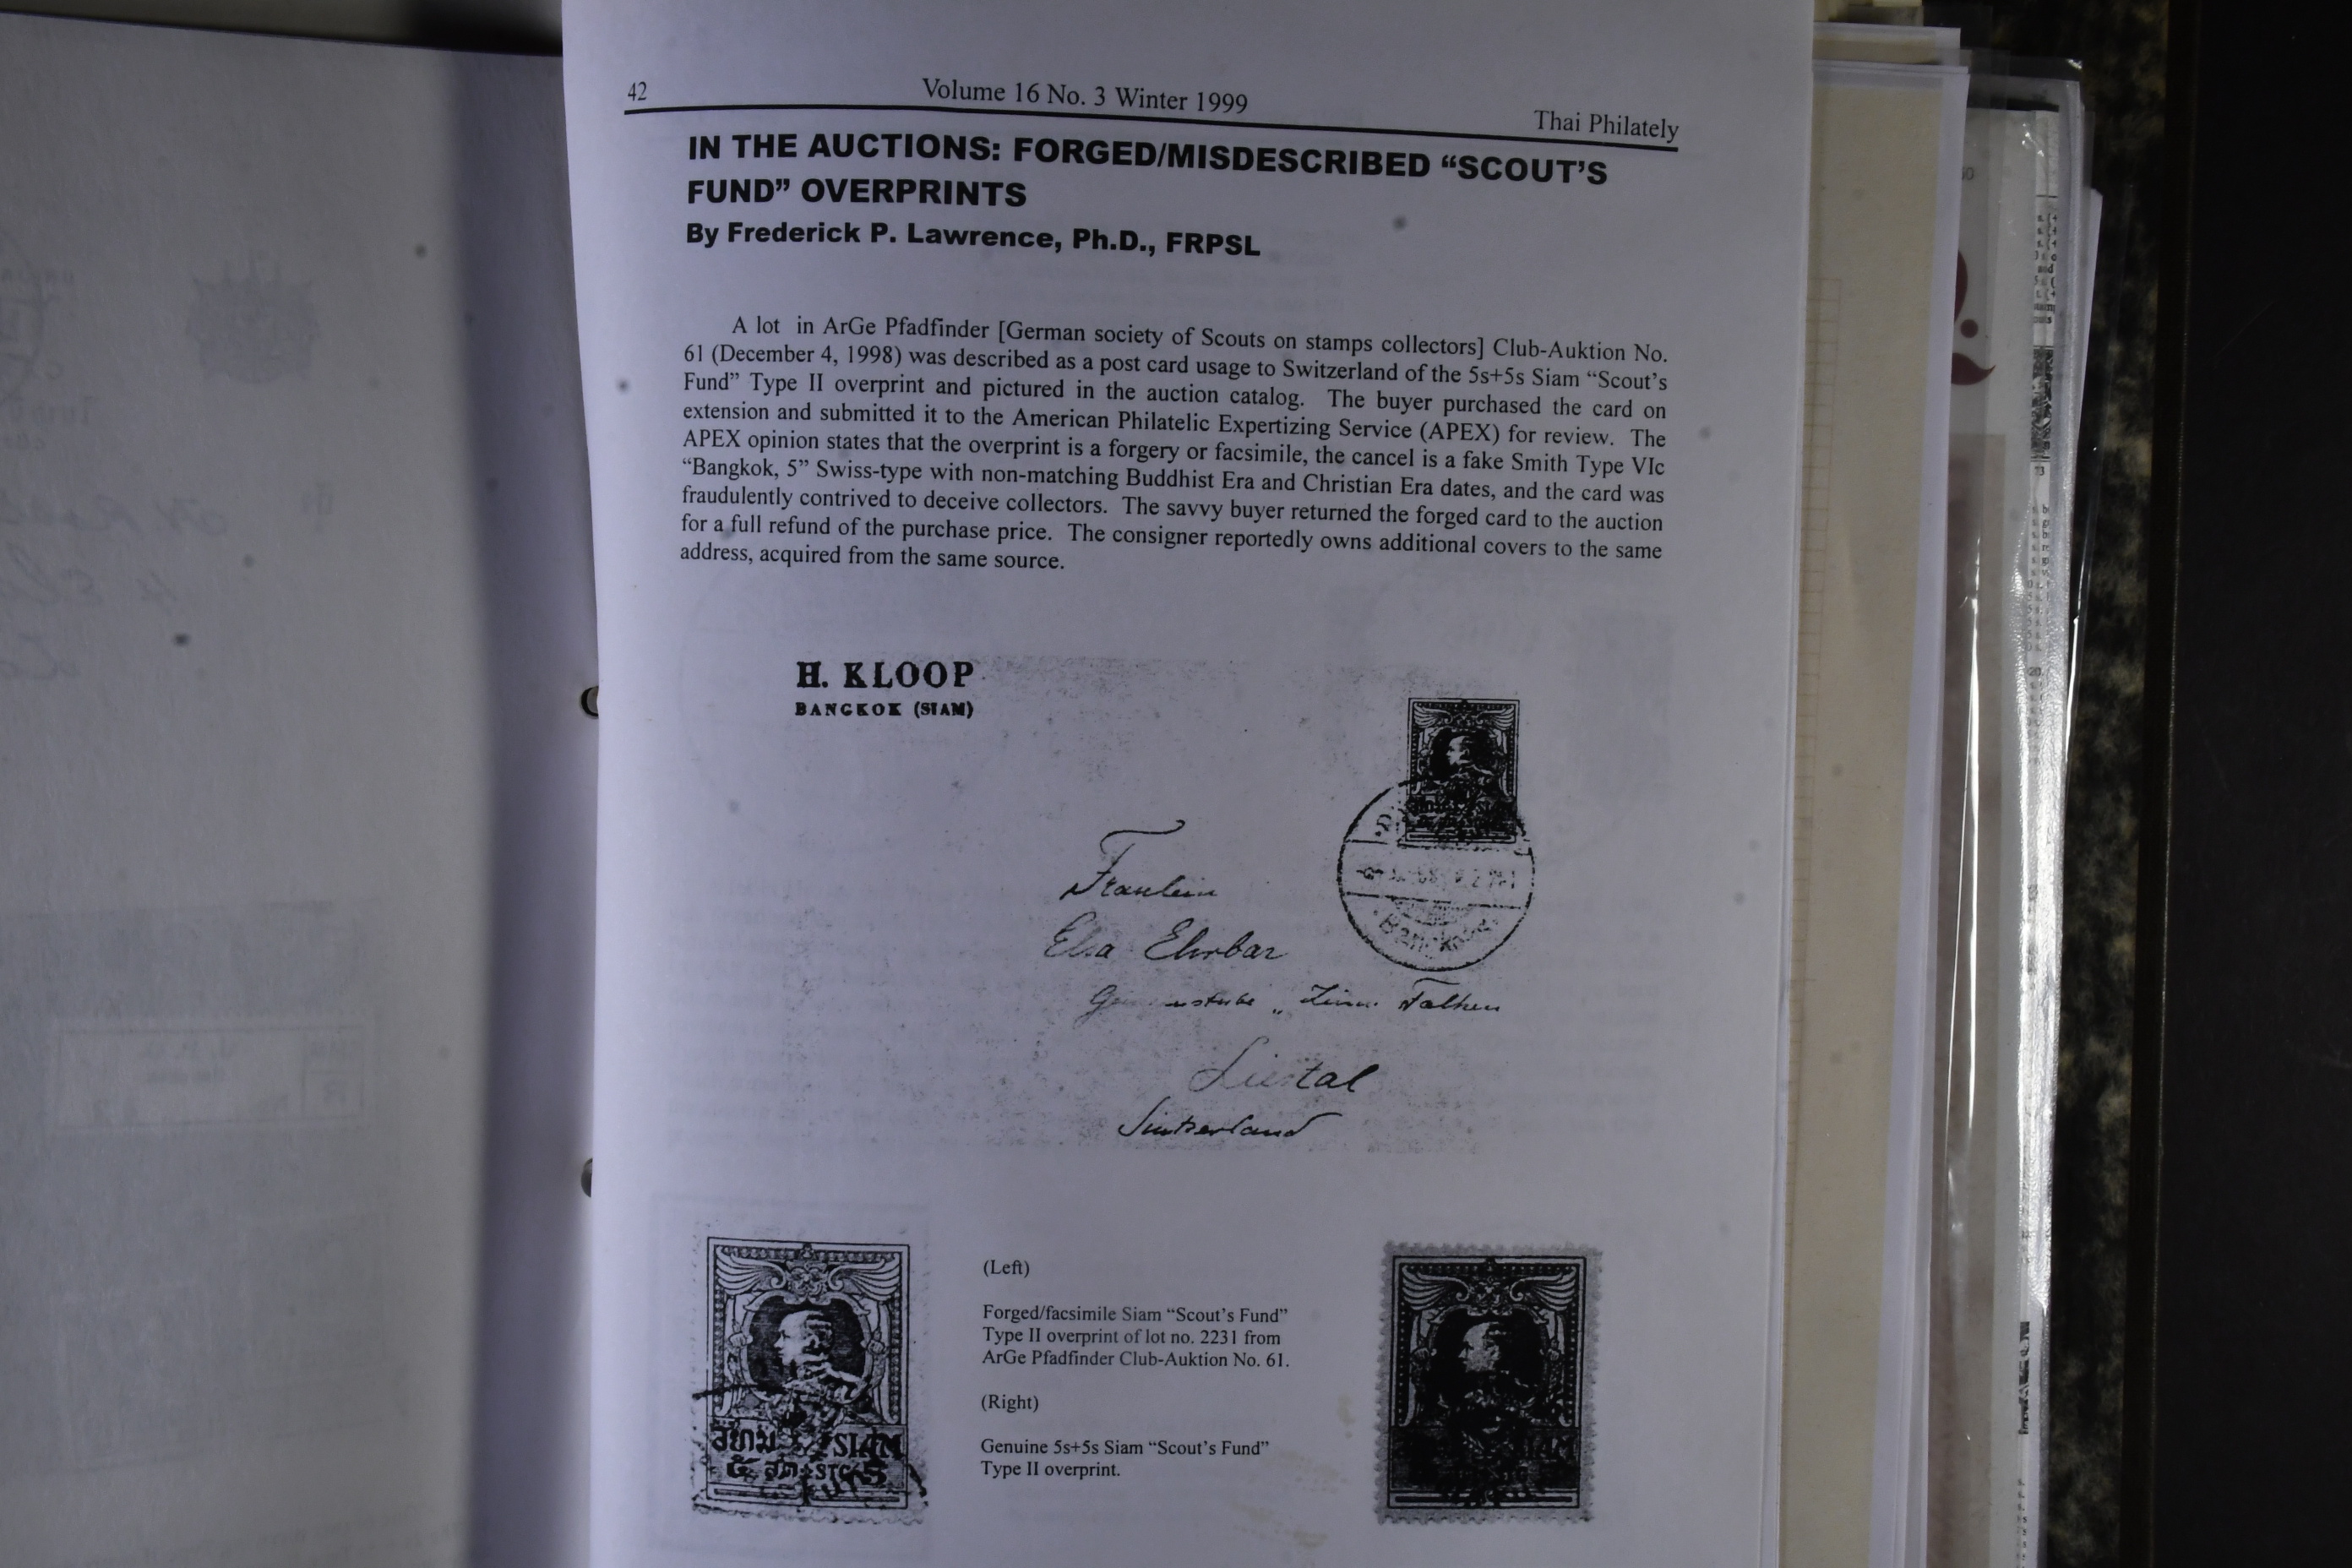 42
Volume 16 No. 3 Winter 1999
Thai Philately
IN THE AUCTIONS: FORGED/MISDESCRIBED “SCOUT’S
FUND” OVERPRINTS
By Frederick P. Lawrence, Ph.D., FRPSL
A lot in ArGe Pfadfinder [German society of Scouts on stamps collectors] Club-Auktion No.
61 (December 4, 1998) was described as a post card usage to Switzerland of the 5s+5s Siam “Scout’s
Fund” Type II overprint and pictured in the auction catalog. The buyer purchased the card on
extension and submitted it to the American Philatelic Expertizing Service (APEX) for review. The
APEX opinion states that the overprint is a forgery or facsimile, the cancel is a fake Smith Type VIc
“Bangkok, 5” Swiss-type with non-matching Buddhist Era and Christian Era dates, and the card was
fraudulently contrived to deceive collectors. The savvy buyer returned the forged card to the auction
for a full refund of the purchase price. The consigner reportedly owns additional covers to the same
address, acquired from the same source.
H. KLOOP
BANGKOK (SIAM)
Fraulein
Elsa Ehrbar
Falken
Liestal
Switzerland
Bangkok
(Left)
Forged/facsimile Siam “Scout’s Fund”
Type II overprint of lot no. 2231 from
ArGe Pfadfinder Club-Auktion No. 61.
(Right)
Genuine 5s+5s Siam “Scout’s Fund”
Type II overprint.
สยาม SIAM